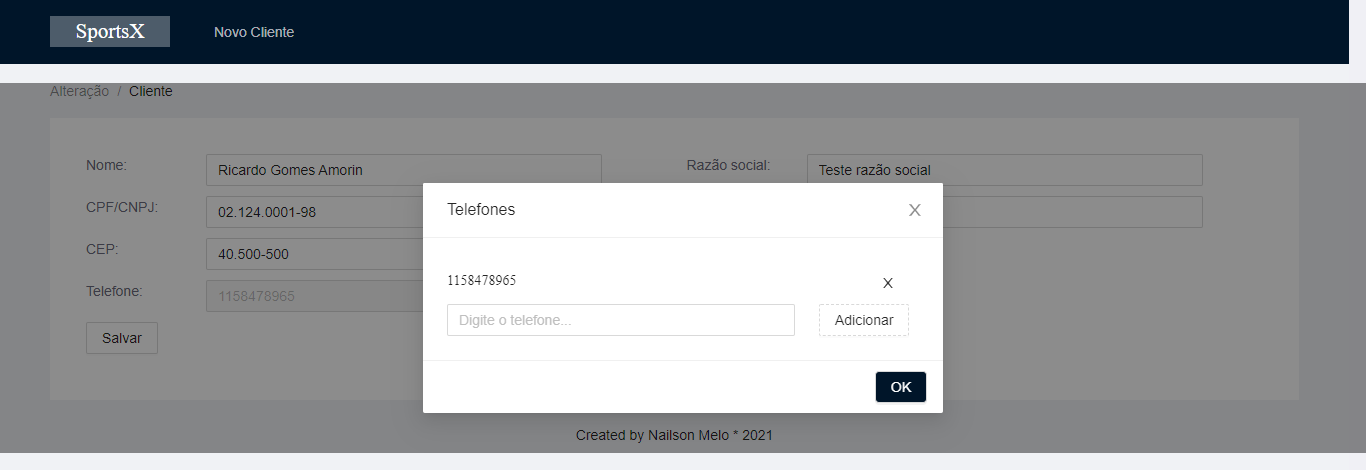 SportsX
Novo Cliente
Alteração / Cliente
Nome:
Ricardo Gomes Amorin
Razão social:
Teste razão social
CPF/CNPJ:
02.124.0001-98
CEP:
40.500-500
Telefone:
1158478965
Salvar
Telefones
X
1158478965
X
Digite o telefone...
Adicionar
OK
Created by Nailson Melo * 2021